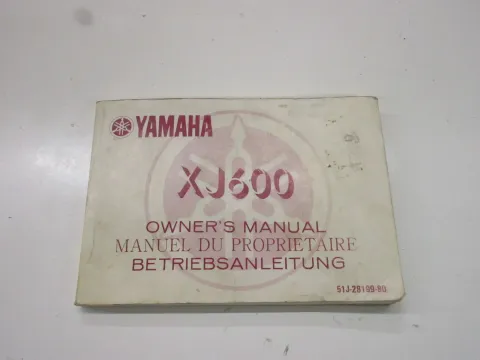 YAMAHA
XJ600
OWNER'S MANUAL
MANUEL DU PROPRIETAIRE
BETRIEBSANLEITUNG
51J-28199-80